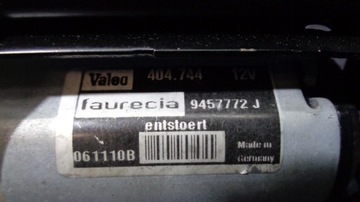 Valeo 404.744 12V
faurecia 9457772 J
entstoert
061110B
Made in
Germany